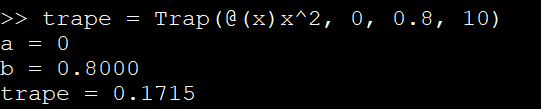 >> trape = Trap(@(x)x^2, 0, 0.8, 10)
a = 0
b = 0.8000
trape = 0.1715